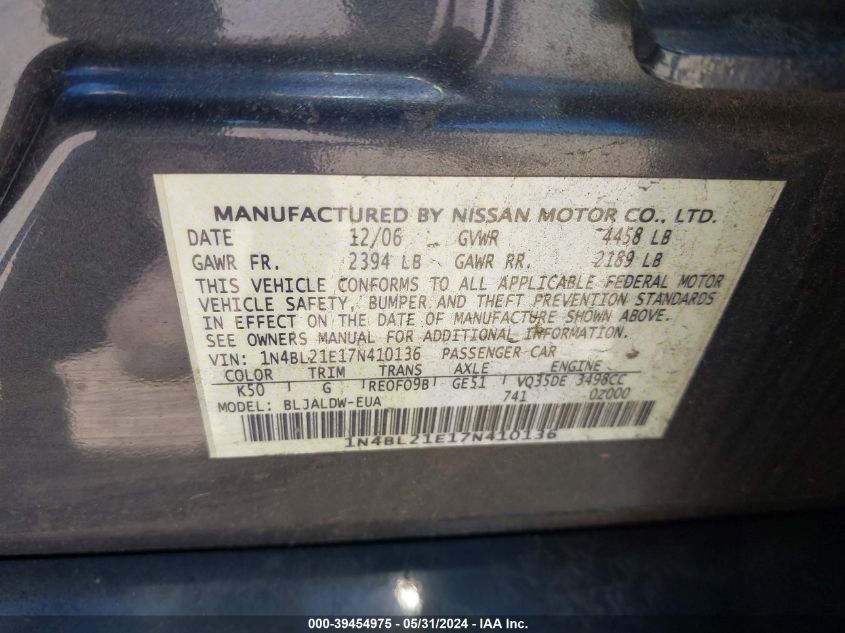 MANUFACTURED BY NISSAN MOTOR CO., LTD.
DATE 12/06 GVWR 4458 LB
GAWR FR. 2394 LB GAWR RR. 2189 LB
THIS VEHICLE CONFORMS TO ALL APPLICABLE FEDERAL MOTOR
VEHICLE SAFETY, BUMPER AND THEFT PREVENTION STANDARDS
IN EFFECT ON THE DATE OF MANUFACTURE SHOWN ABOVE.
SEE OWNERS MANUAL FOR ADDITIONAL INFORMATION.
VIN: 1N4BL21E17N410136 PASSENGER CAR
COLOR TRIM TRANS AXLE ENGINE
K50 G RE0F09B GE51 VQ35DE 3498CC
MODEL: BLJALDW-EUA 741 0Z000
1N4BL21E17N410136
000-39454975 - 05/31/2024 - IAA Inc.